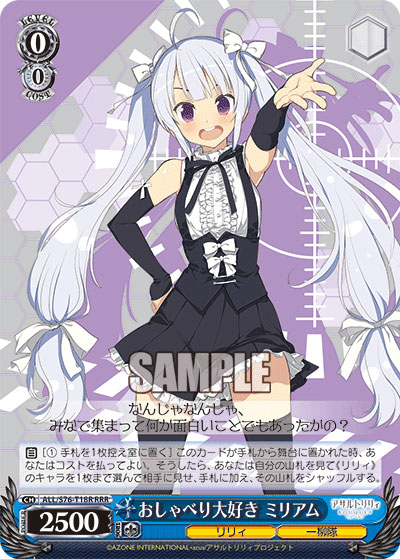 LEVEL
0
0
COST
SAMPLE
なんじゃなんじゃ、
みなで集まって何が面白いことでもあったがの？
自【(1) 手札を1枚控え室に置く】 このカードが手札から舞台に置かれた時、あ
なたはコストを払ってよい。そうしたら、あなたは自分の山札を見て《リリィ》
のキャラを1枚まで選んで相手に見せ、手札に加え、その山札をシャッフルする。
CH
ALL/S76-T18R RRR
2500
おしゃべり大好き ミリアム
アサルトリリィ
リリィ
一柳隊
©AZONE INTERNATIONAL・acus/アサルトリリィプロジェクト